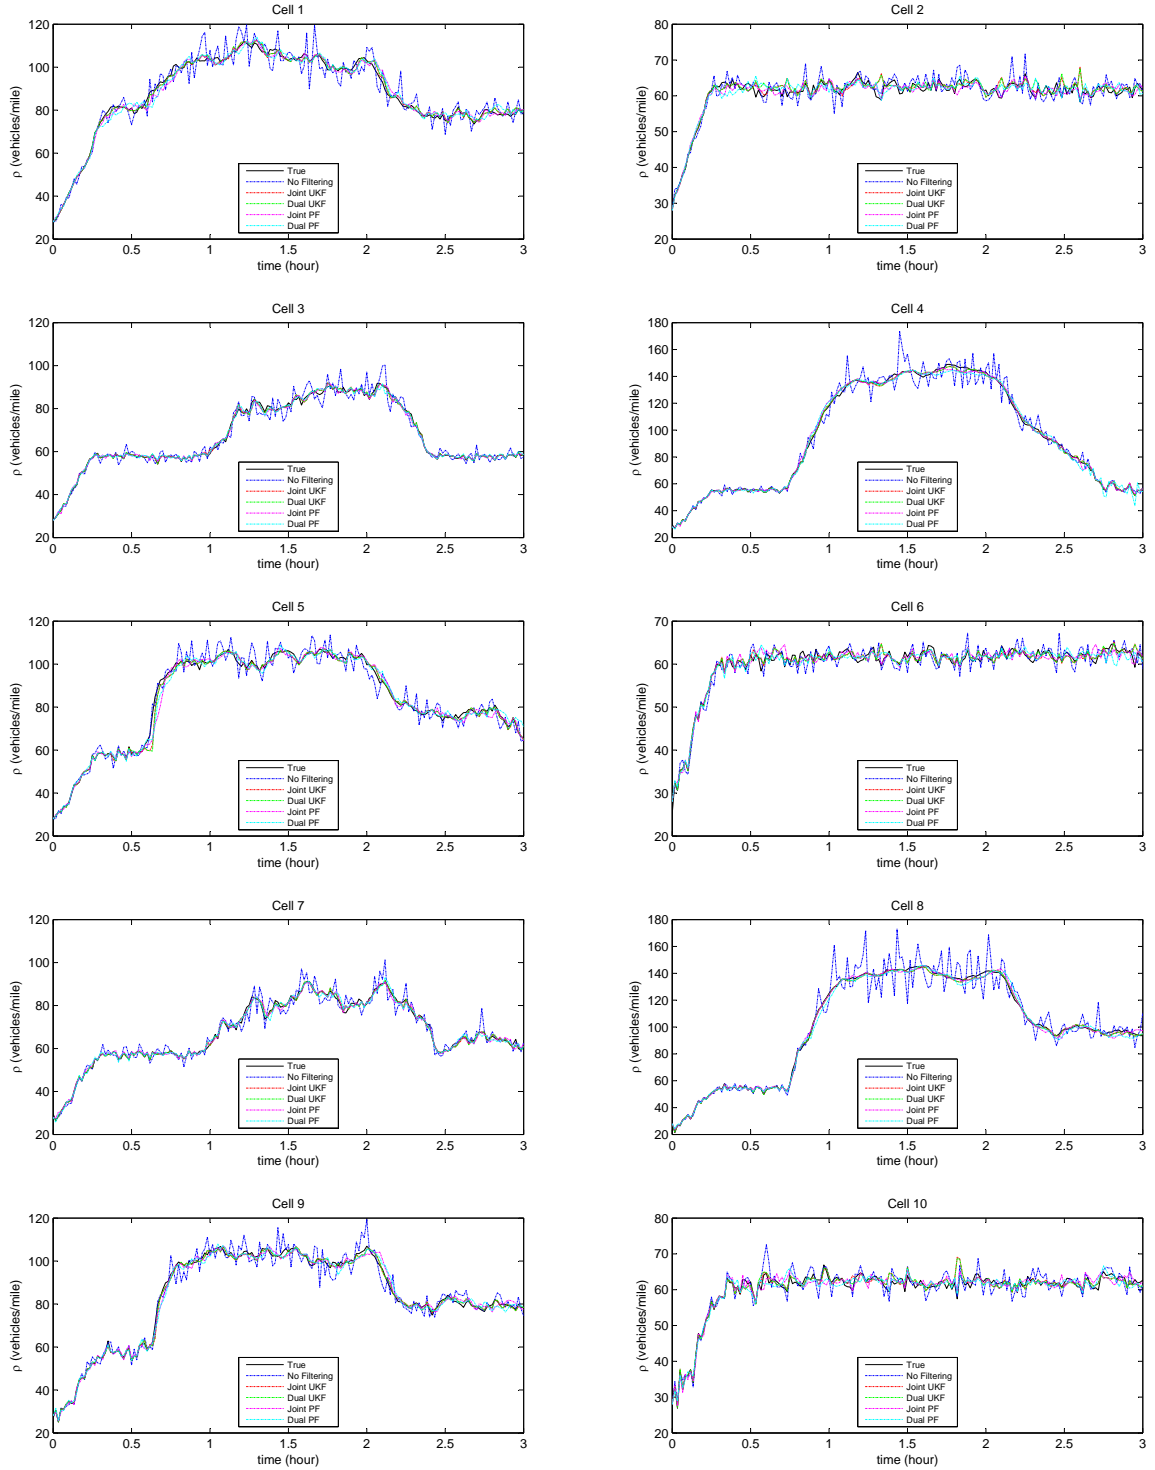 Cell 1
120
100
80
60
40
20
ρ (vehicles/mile)
True
No Filtering
Joint UKF
Dual UKF
Joint PF
Dual PF
0 0.5 1 1.5 2 2.5 3
time (hour)
Cell 2
80
70
60
50
40
30
20
ρ (vehicles/mile)
True
No Filtering
Joint UKF
Dual UKF
Joint PF
Dual PF
0 0.5 1 1.5 2 2.5 3
time (hour)
Cell 3
120
100
80
60
40
20
ρ (vehicles/mile)
True
No Filtering
Joint UKF
Dual UKF
Joint PF
Dual PF
0 0.5 1 1.5 2 2.5 3
time (hour)
Cell 4
180
160
140
120
100
80
60
40
20
ρ (vehicles/mile)
True
No Filtering
Joint UKF
Dual UKF
Joint PF
Dual PF
0 0.5 1 1.5 2 2.5 3
time (hour)
Cell 5
120
100
80
60
40
20
ρ (vehicles/mile)
True
No Filtering
Joint UKF
Dual UKF
Joint PF
Dual PF
0 0.5 1 1.5 2 2.5 3
time (hour)
Cell 6
70
60
50
40
30
20
ρ (vehicles/mile)
True
No Filtering
Joint UKF
Dual UKF
Joint PF
Dual PF
0 0.5 1 1.5 2 2.5 3
time (hour)
Cell 7
120
100
80
60
40
20
ρ (vehicles/mile)
True
No Filtering
Joint UKF
Dual UKF
Joint PF
Dual PF
0 0.5 1 1.5 2 2.5 3
time (hour)
Cell 8
180
160
140
120
100
80
60
40
20
ρ (vehicles/mile)
True
No Filtering
Joint UKF
Dual UKF
Joint PF
Dual PF
0 0.5 1 1.5 2 2.5 3
time (hour)
Cell 9
120
100
80
60
40
20
ρ (vehicles/mile)
True
No Filtering
Joint UKF
Dual UKF
Joint PF
Dual PF
0 0.5 1 1.5 2 2.5 3
time (hour)
Cell 10
80
70
60
50
40
30
20
ρ (vehicles/mile)
True
No Filtering
Joint UKF
Dual UKF
Joint PF
Dual PF
0 0.5 1 1.5 2 2.5 3
time (hour)